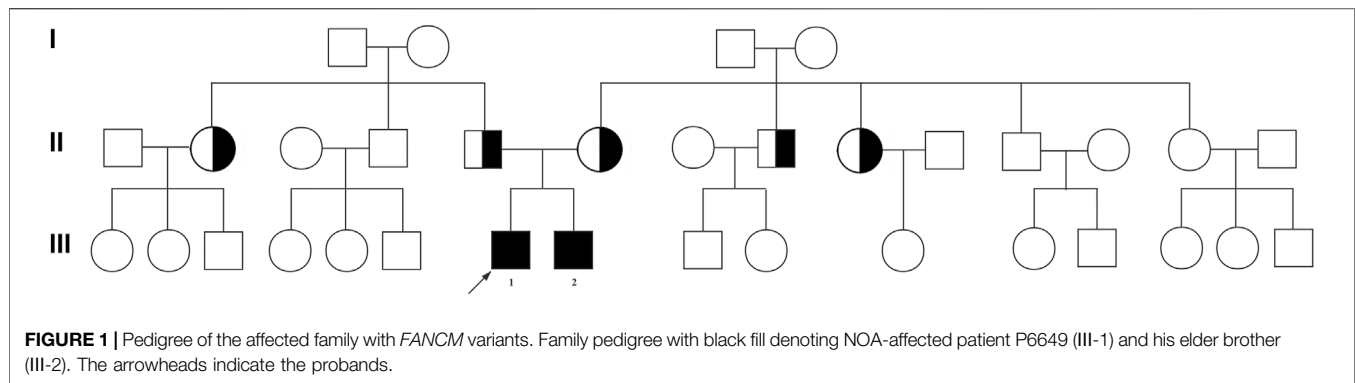 I
II
III
1 2
FIGURE 1 | Pedigree of the affected family with FANCM variants. Family pedigree with black fill denoting NOA-affected patient P6649 (III-1) and his elder brother
(III-2). The arrowheads indicate the probands.